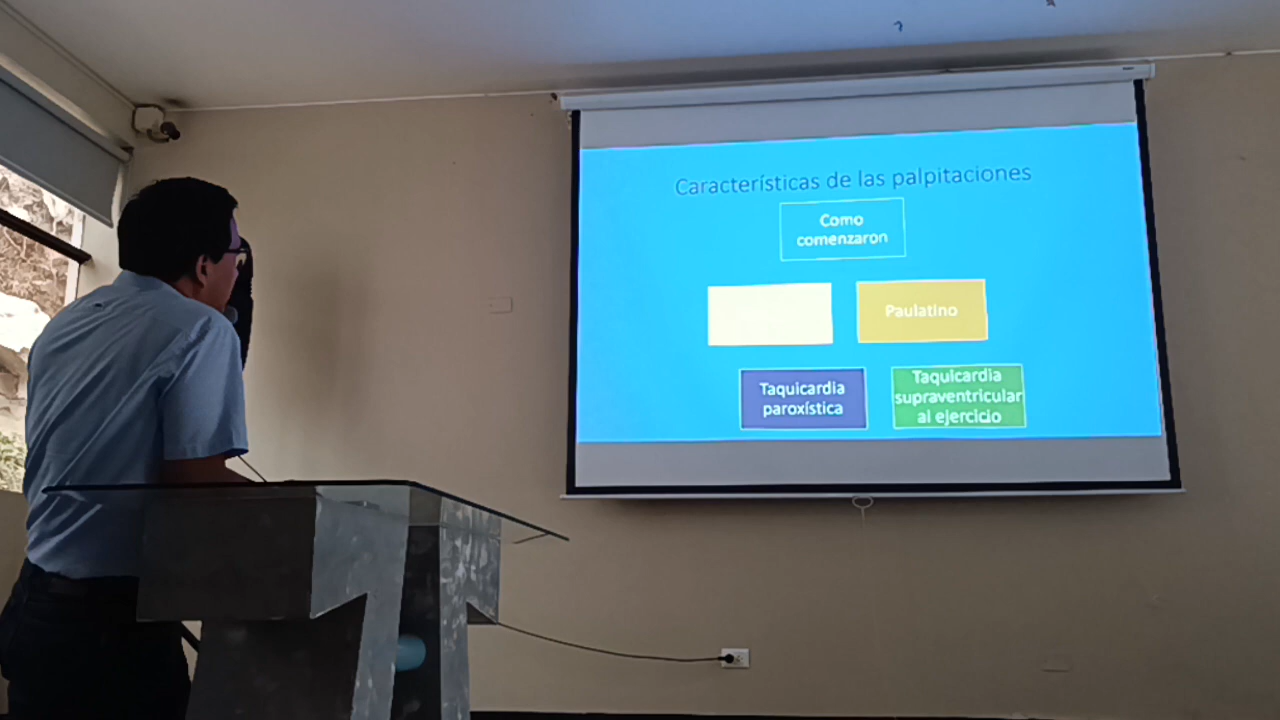 Características de las palpitaciones
Como
comenzaron
Paulatino
Taquicardia
paroxística
Taquicardia
supraventricular
al ejercicio